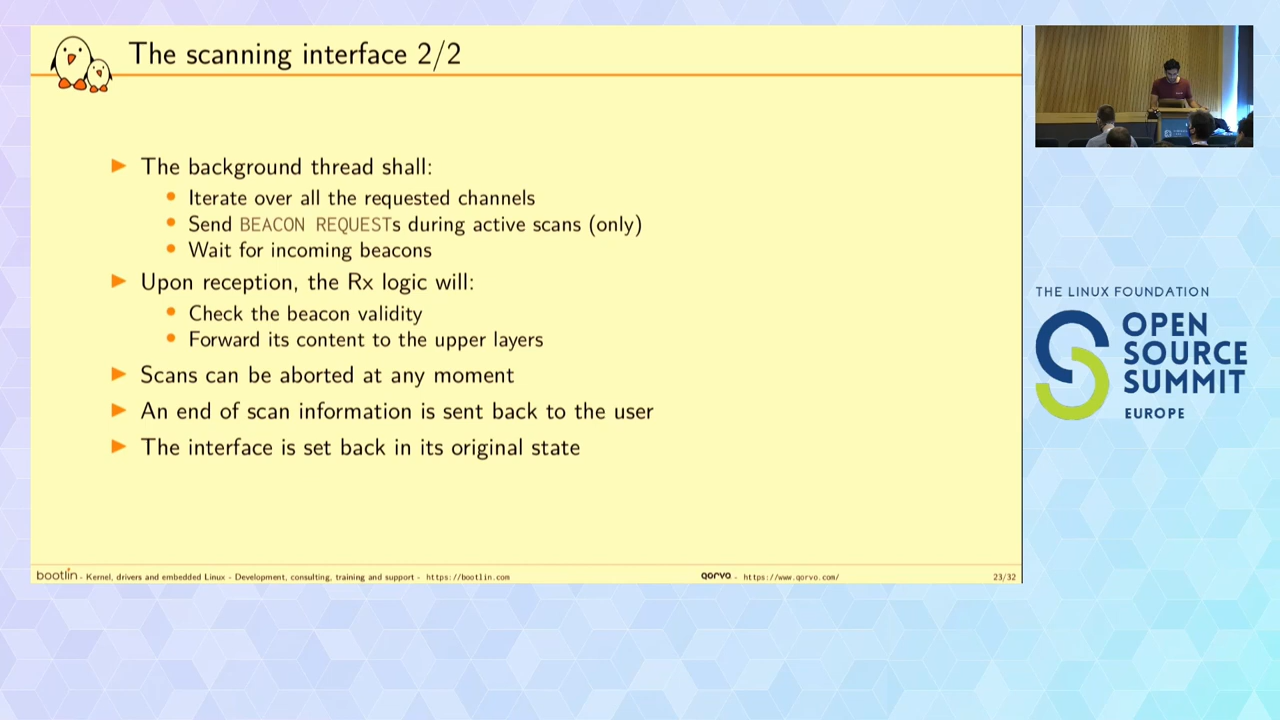 The scanning interface 2/2
The background thread shall:
Iterate over all the requested channels
Send BEACON REQUESTs during active scans (only)
Wait for incoming beacons
Upon reception, the Rx logic will:
Check the beacon validity
Forward its content to the upper layers
Scans can be aborted at any moment
An end of scan information is sent back to the user
The interface is set back in its original state
bootlin - Kernel, drivers and embedded Linux - Development, consulting, training and support - https://bootlin.com
qorvo - https://www.qorvo.com/
23/32
THE LINUX FOUNDATION
OPEN
SOURCE
SUMMIT
EUROPE